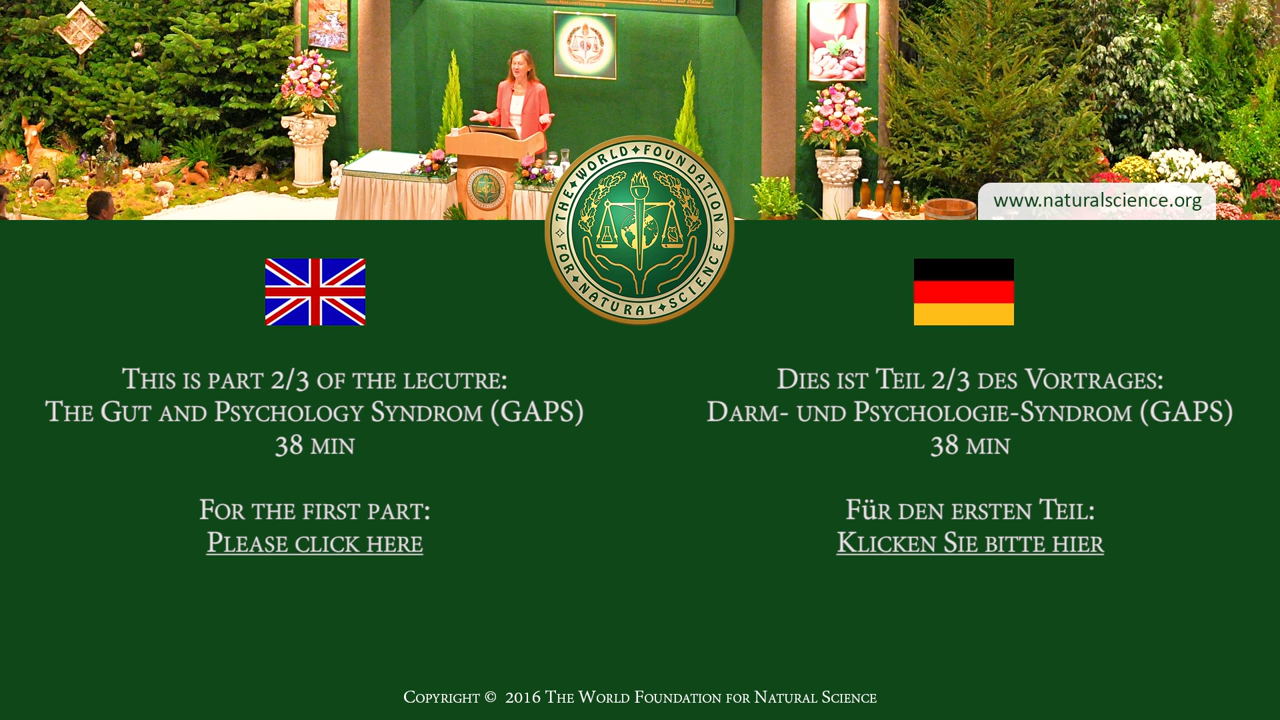 www.naturalscience.org
THE WORLD FOUNDATION
FOR NATURAL SCIENCE
This is part 2/3 of the lecutre:
The Gut and Psychology Syndrom (GAPS)
38 min
For the first part:
Please click here
Dies ist Teil 2/3 des Vortrages:
Darm- und Psychologie-Syndrom (GAPS)
38 min
Für den ersten Teil:
Klicken Sie bitte hier
Copyright © 2016 The World Foundation for Natural Science